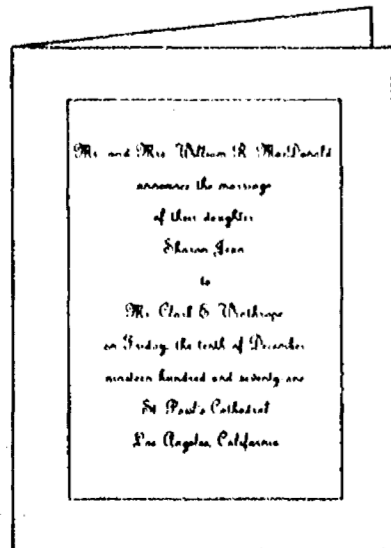 Mr. and Mrs. William R. MacDonald
announce the marriage
of their daughter
Sharon Jean
to
Mr. Clark E. Winthrope
on Friday, the tenth of December
nineteen hundred and seventy-one
St. Paul's Cathedral
Los Angeles, California